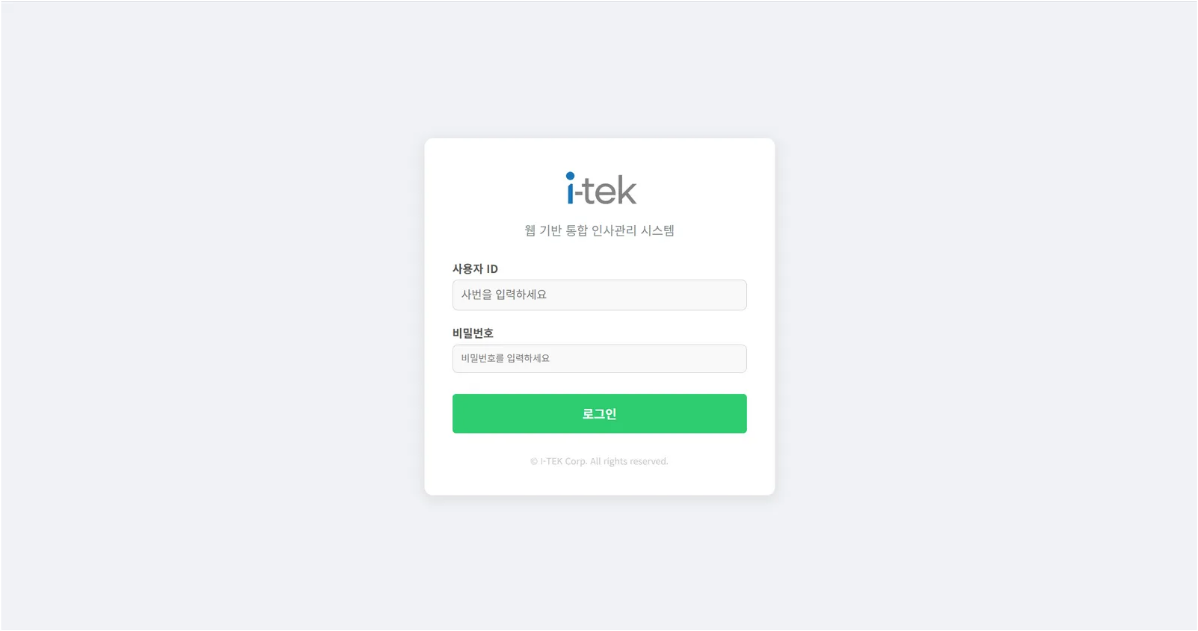 i-tek
웹 기반 통합 인사관리 시스템
사용자 ID
사번을 입력하세요
비밀번호
비밀번호를 입력하세요
로그인
© i-TEK Corp. All rights reserved.